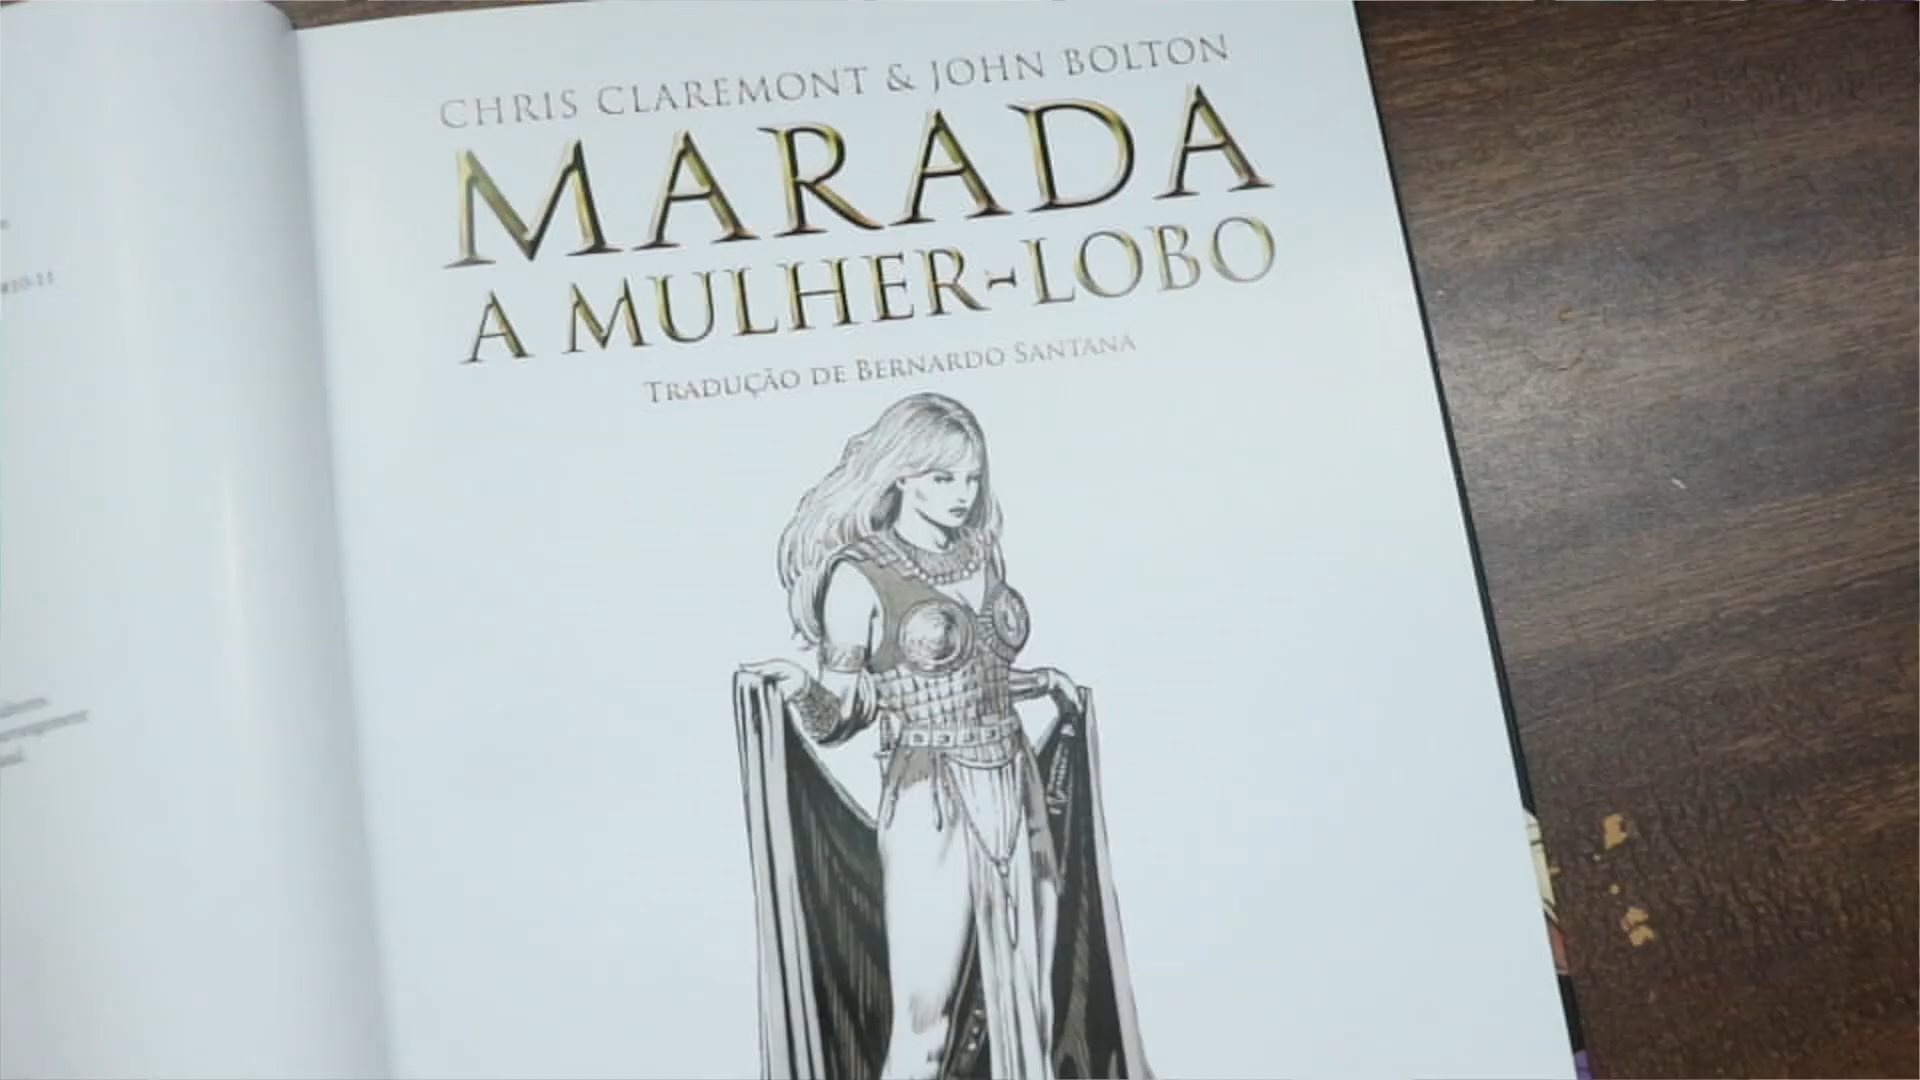 CHRIS CLAREMONT & JOHN BOLTON
MARADA
A MULHER-LOBO
TRADUÇÃO DE BERNARDO SANTANA